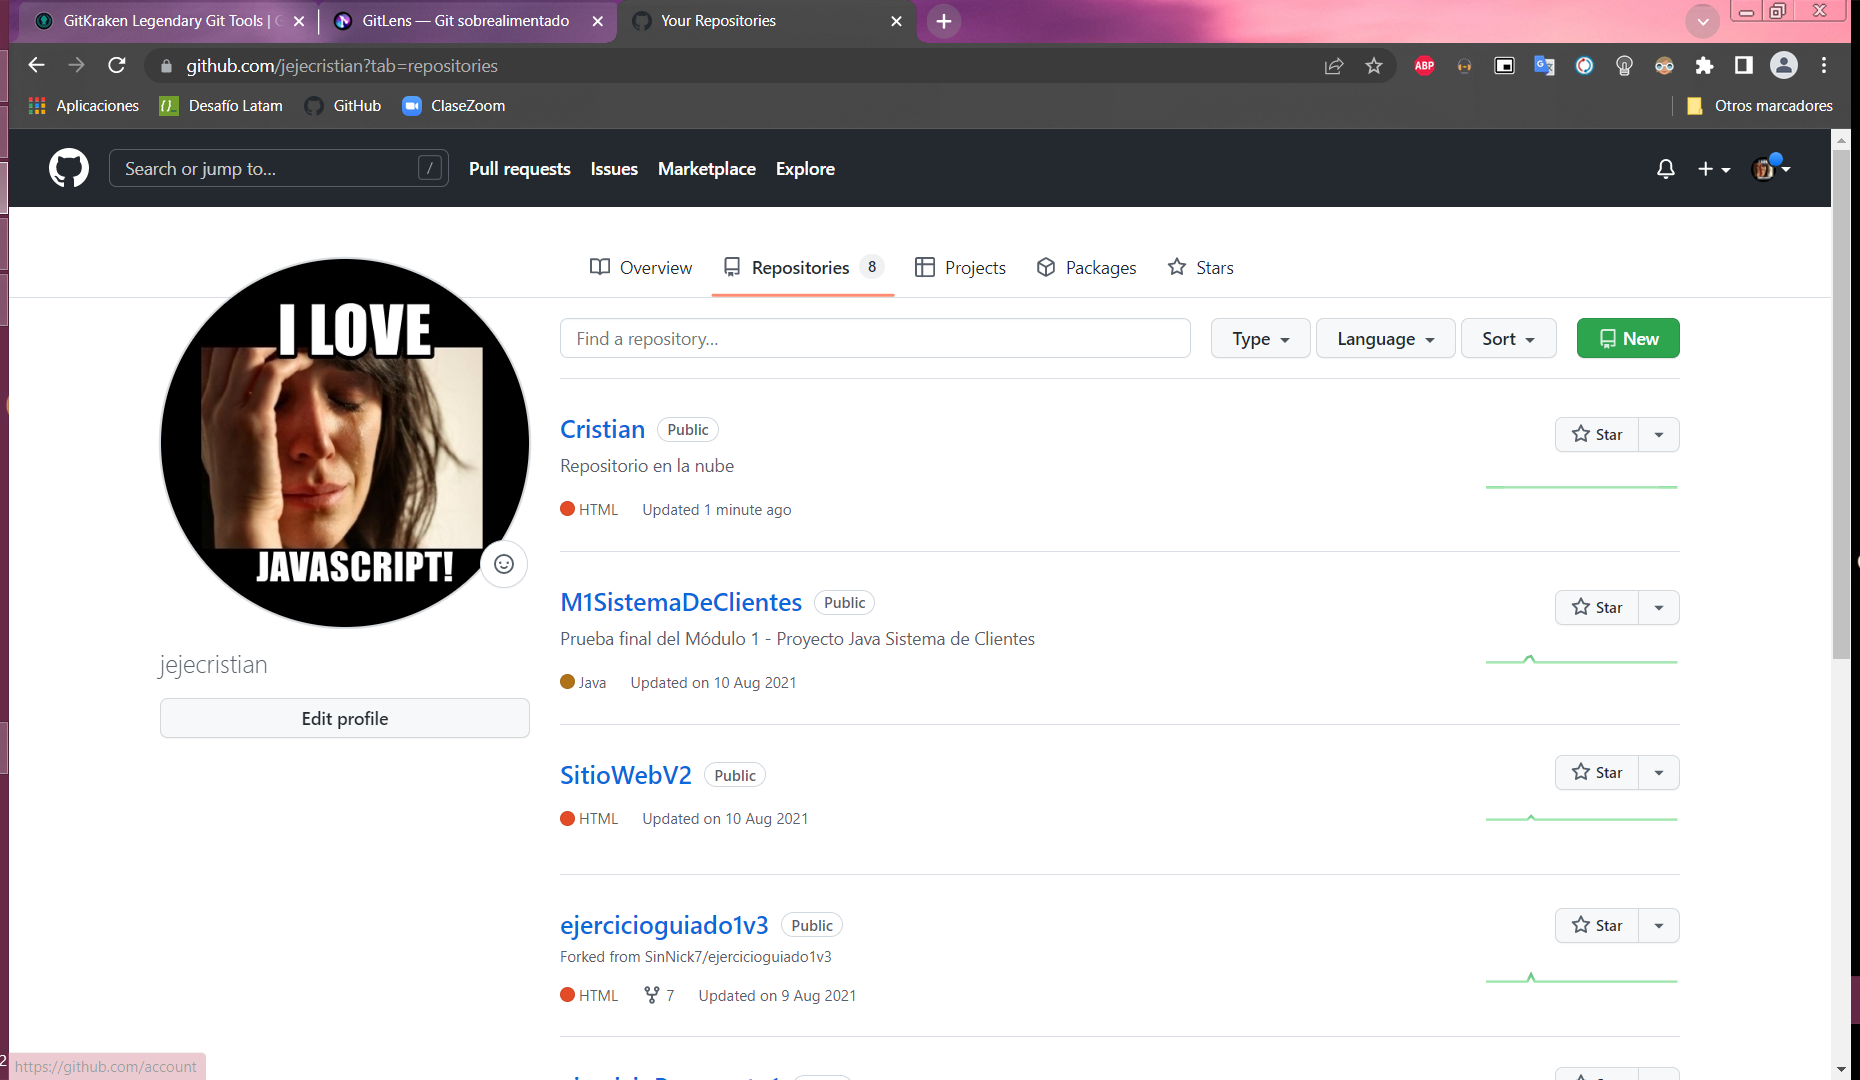 GitKraken Legendary Git Tools |
GitLens — Git sobrealimentado
Your Repositories
github.com/jejecristian?tab=repositories
ABP
Aplicaciones
Desafío Latam
GitHub
ClaseZoom
Otros marcadores
Search or jump to...
/
Pull requests
Issues
Marketplace
Explore
Overview
Repositories 8
Projects
Packages
Stars
I LOVE
JAVASCRIPT!
jejecristian
Edit profile
Find a repository...
Type
Language
Sort
New
Cristian Public
Star
Repositorio en la nube
HTML Updated 1 minute ago
M1SistemaDeClientes Public
Star
Prueba final del Módulo 1 - Proyecto Java Sistema de Clientes
Java Updated on 10 Aug 2021
SitioWebV2 Public
Star
HTML Updated on 10 Aug 2021
ejercicioguiado1v3 Public
Star
Forked from SinNick7/ejercicioguiado1v3
HTML 7 Updated on 9 Aug 2021
2
https://github.com/account